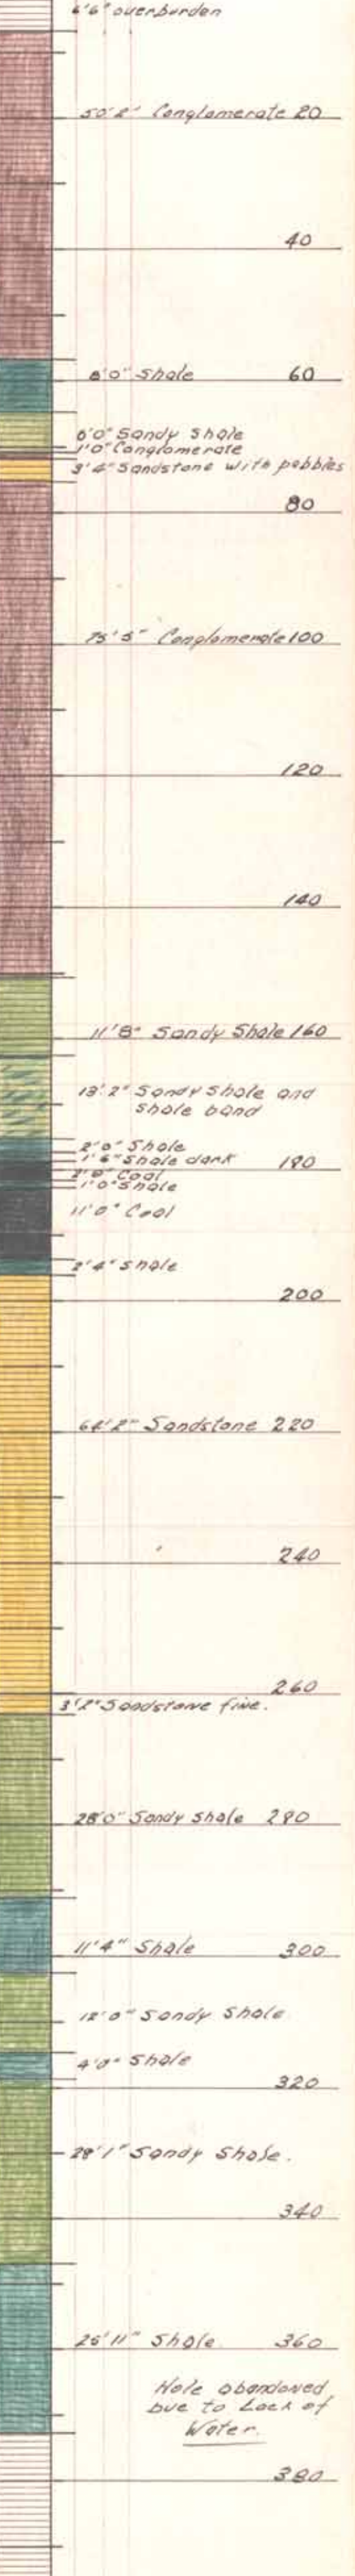 6'6" overburden
50'2" Conglomerate 20
40
8'0" Shale 60
6'0" Sandy Shale
1'0" Conglomerate
3'4" Sandstone with pebbles
80
75'5" Conglomerate 100
120
140
11'8" Sandy Shale 160
13'2" Sandy Shale and
Shale band
2'0" Shale
1'6" Shale dark 180
2'0" Coal
1'0" Shale
11'0" Coal
2'4" Shale
200
64'2" Sandstone 220
240
260
3'2" Sandstone fine.
28'0" Sandy Shale 280
11'4" Shale 300
12'0" Sandy Shale
4'0" Shale
320
28'1" Sandy Shale.
340
25'11" Shale 360
Hole abandoned
due to Lack of
Water.
380